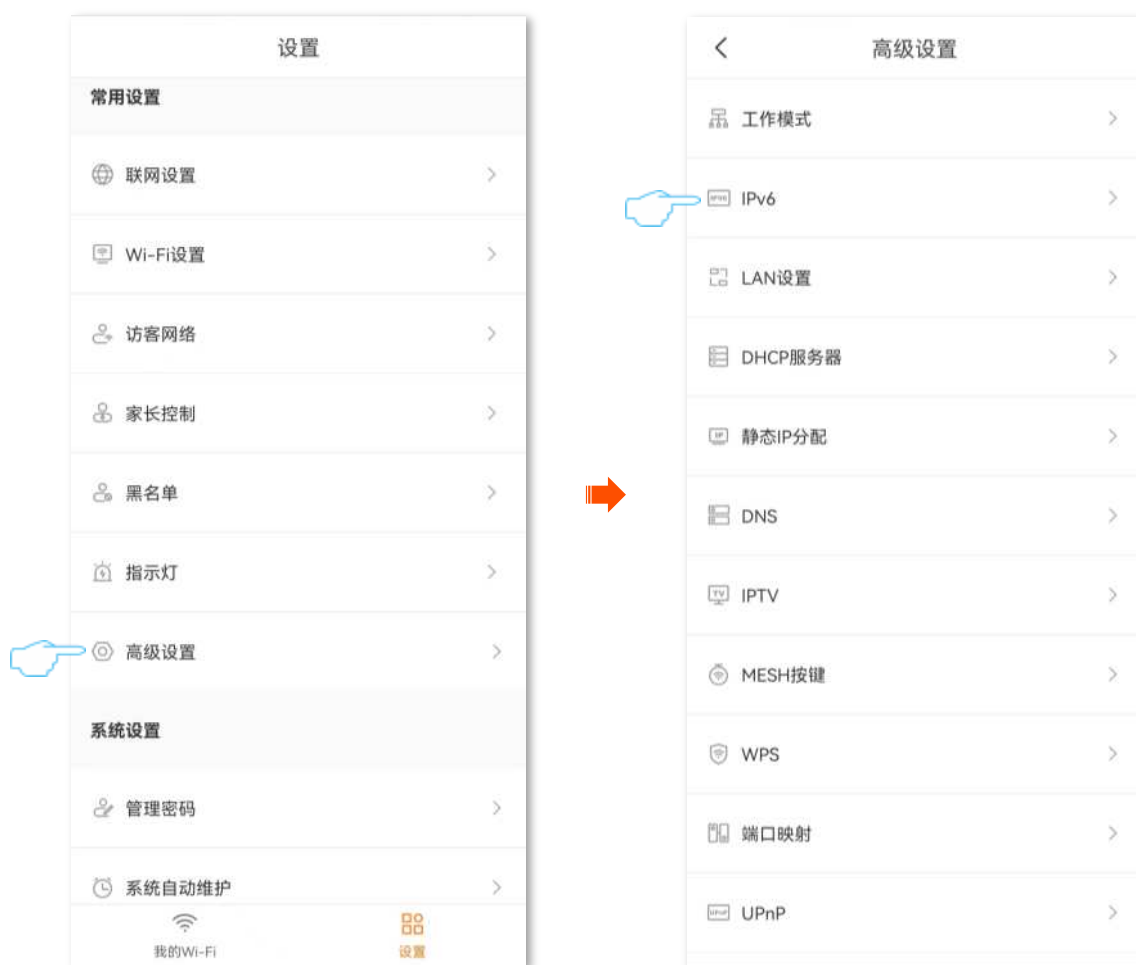 设置
常用设置
联网设置
Wi-Fi设置
访客网络
家长控制
黑名单
指示灯
高级设置
系统设置
管理密码
系统自动维护
我的Wi-Fi
设置
高级设置
工作模式
IPv6
LAN设置
DHCP服务器
IP
静态IP分配
DNS
TV
IPTV
MESH按键
WPS
端口映射
UPnP